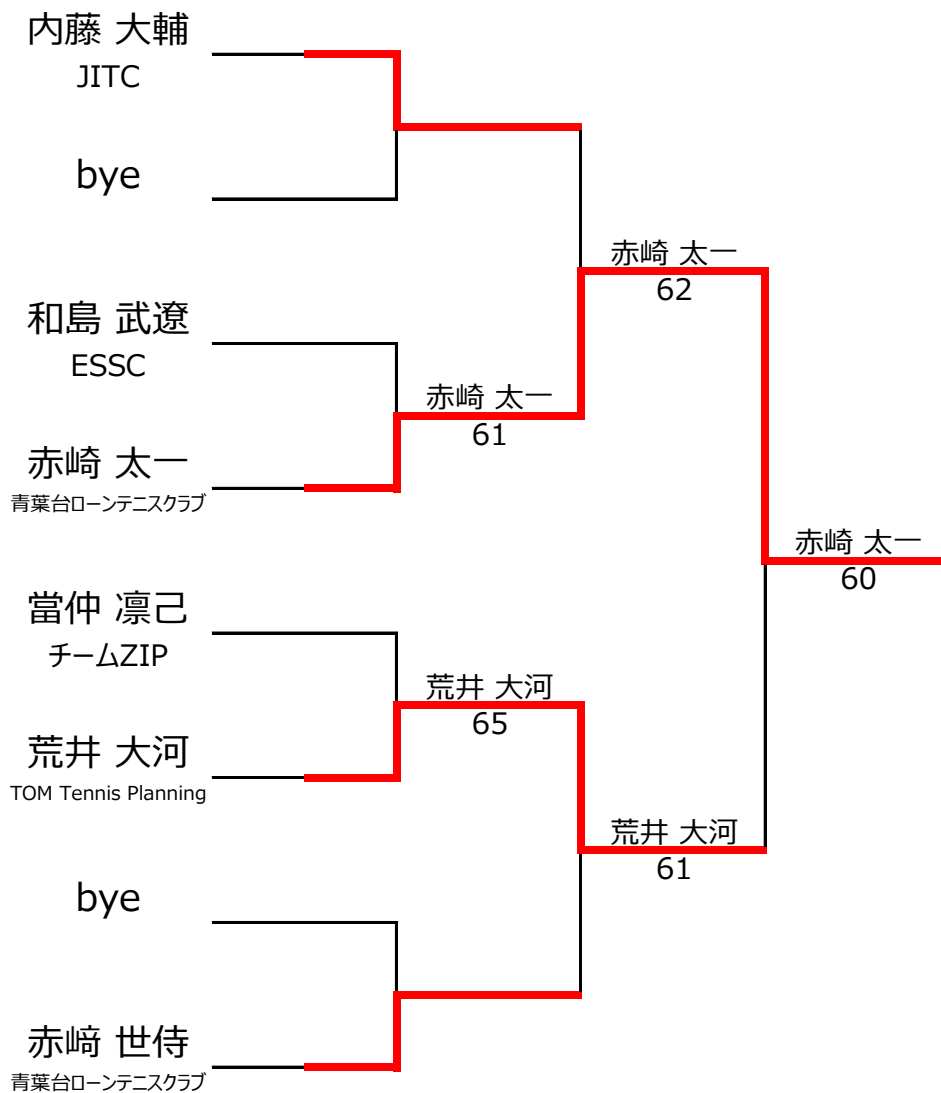 内藤 大輔
JITC
bye
和島 武遼
ESSC
赤崎 太一
青葉台ローンテニスクラブ
當仲 凛己
チームZIP
荒井 大河
TOM Tennis Planning
bye
赤﨑 世侍
青葉台ローンテニスクラブ
赤崎 太一
61
荒井 大河
65
赤崎 太一
62
荒井 大河
61
赤崎 太一
60